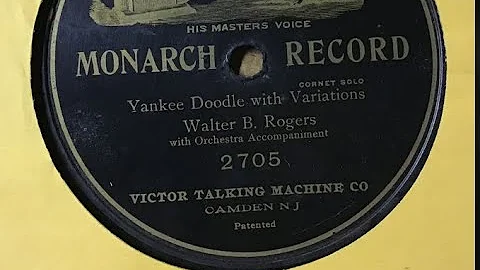 HIS MASTERS VOICE
MONARCH RECORD
CORNET SOLO
Yankee Doodle with Variations
Walter B. Rogers
with Orchestra Accompaniment
2705
VICTOR TALKING MACHINE CO
CAMDEN N J
Patented